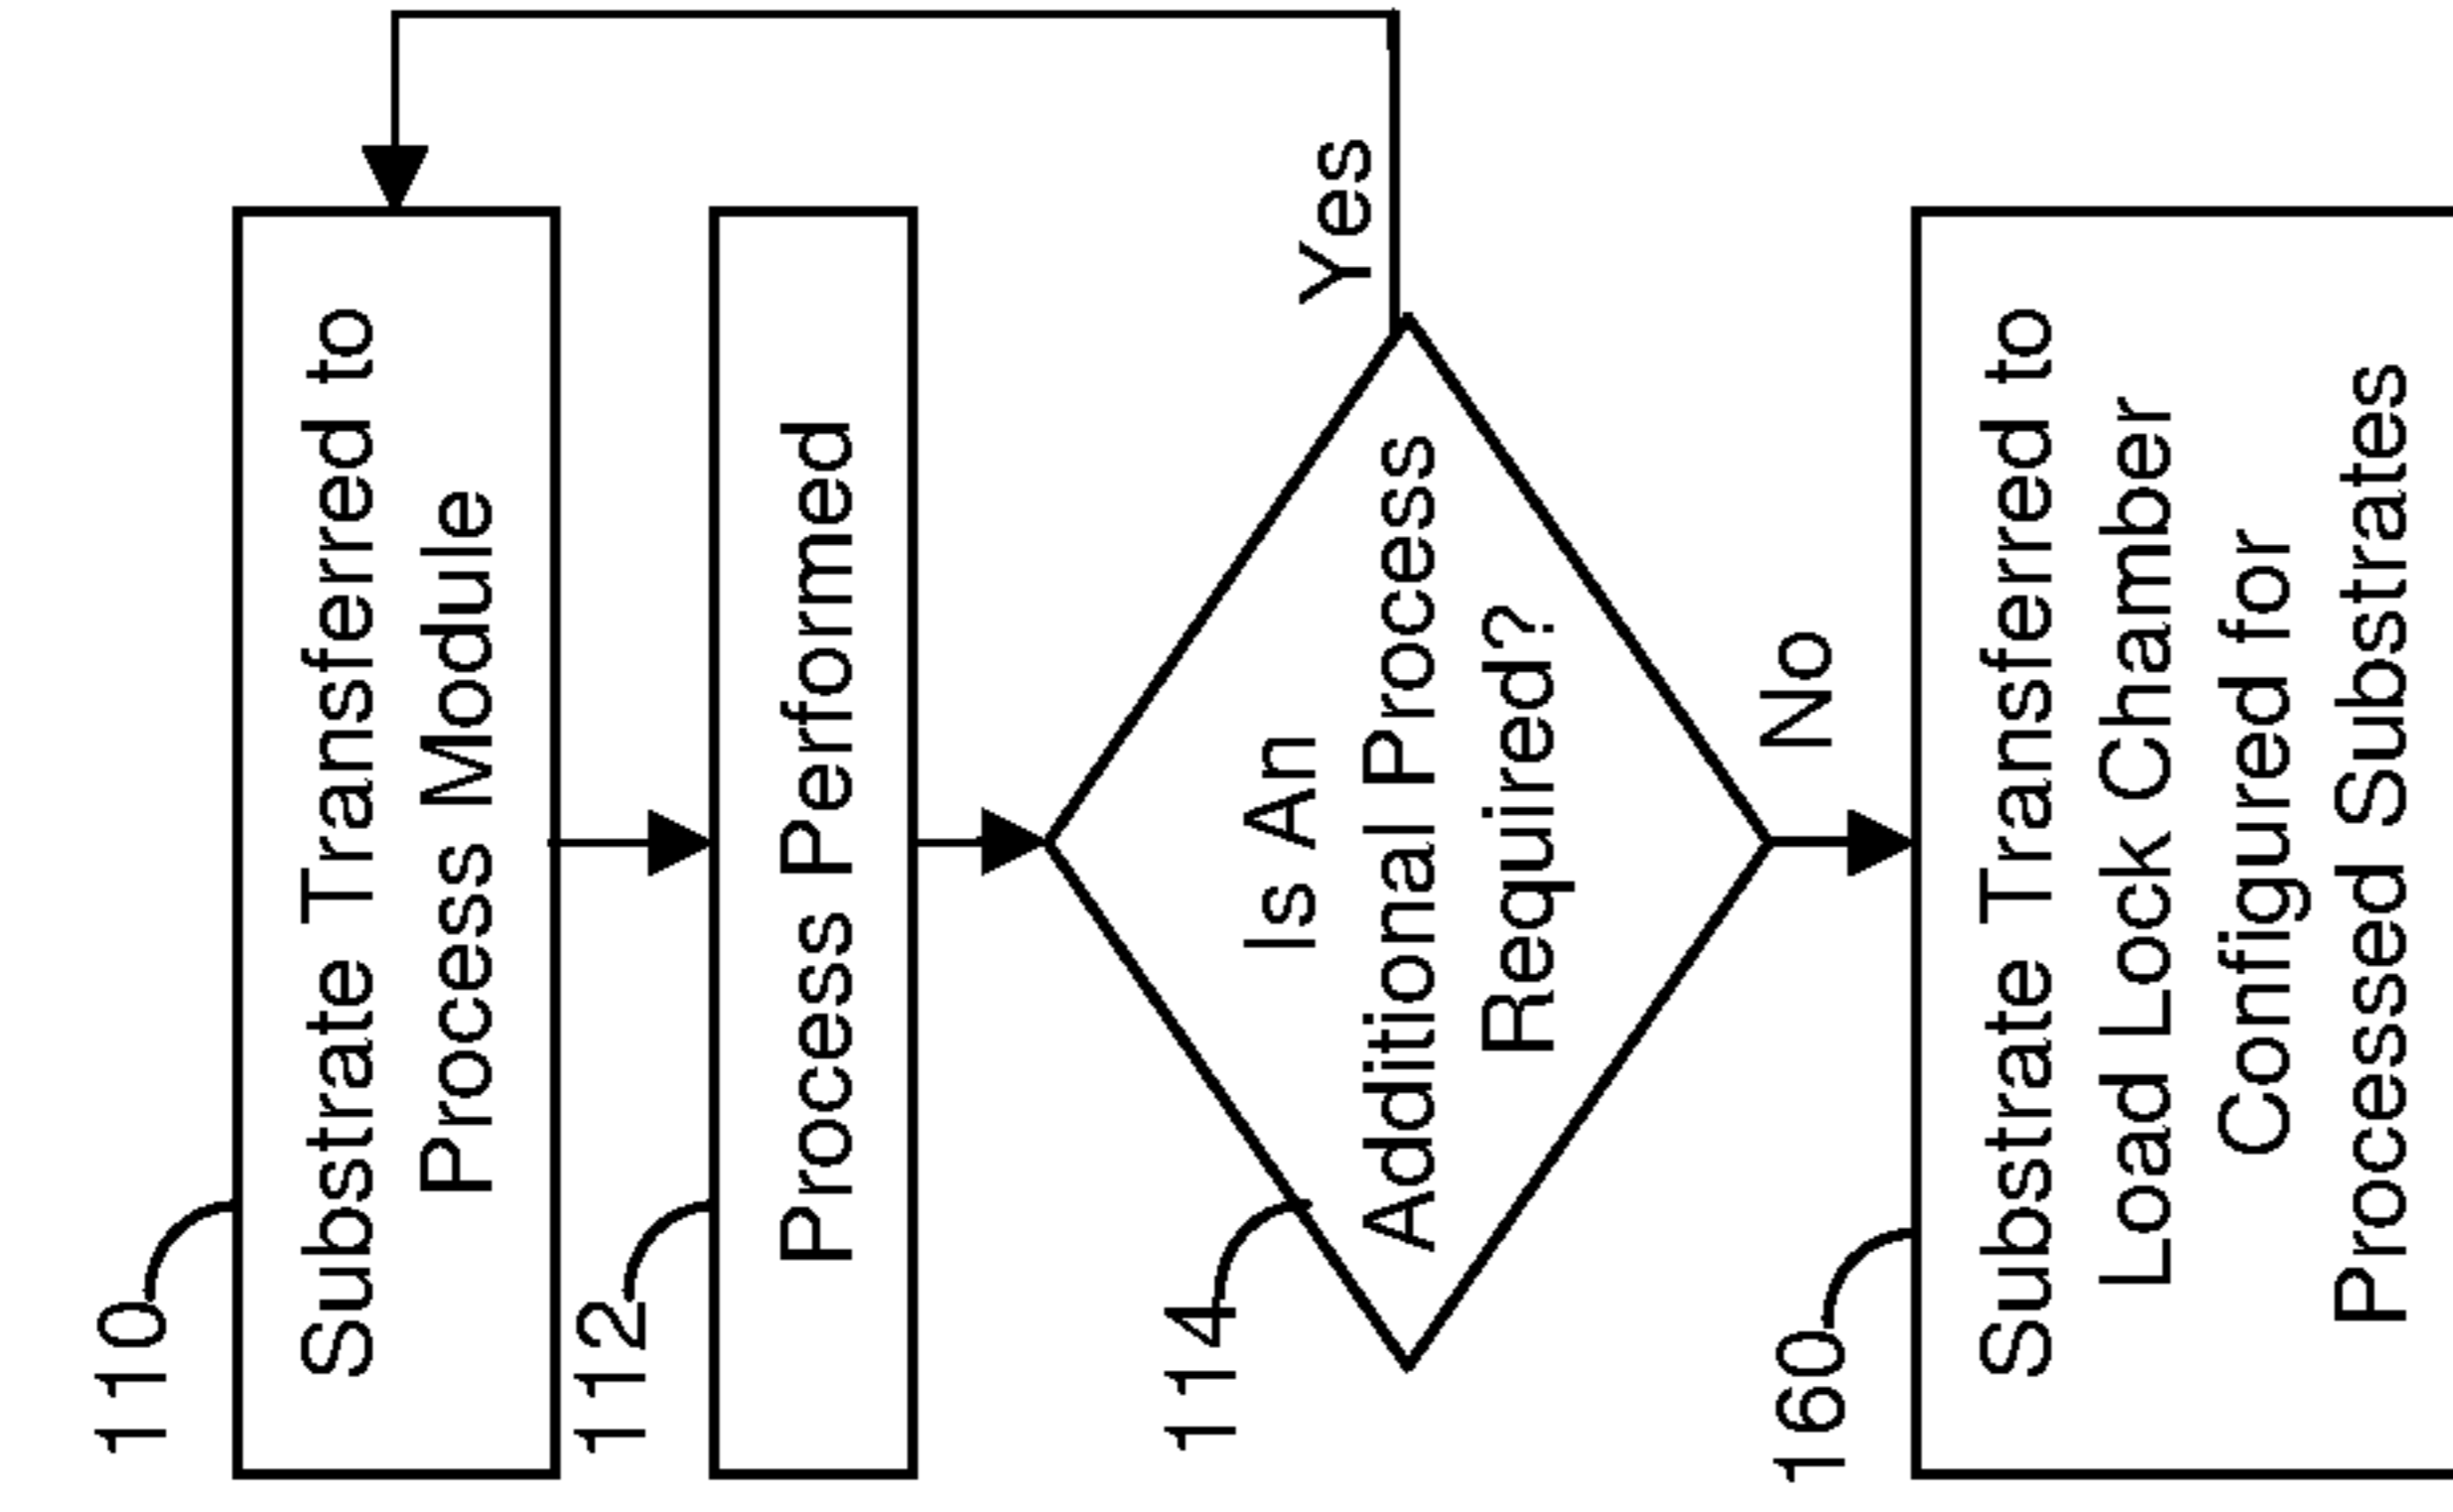 110
Substrate Transferred to
Process Module
112
Process Performed
114
Is An
Additional Process
Required?
Yes
No
160
Substrate Transferred to
Load Lock Chamber
Configured for
Processed Substrates